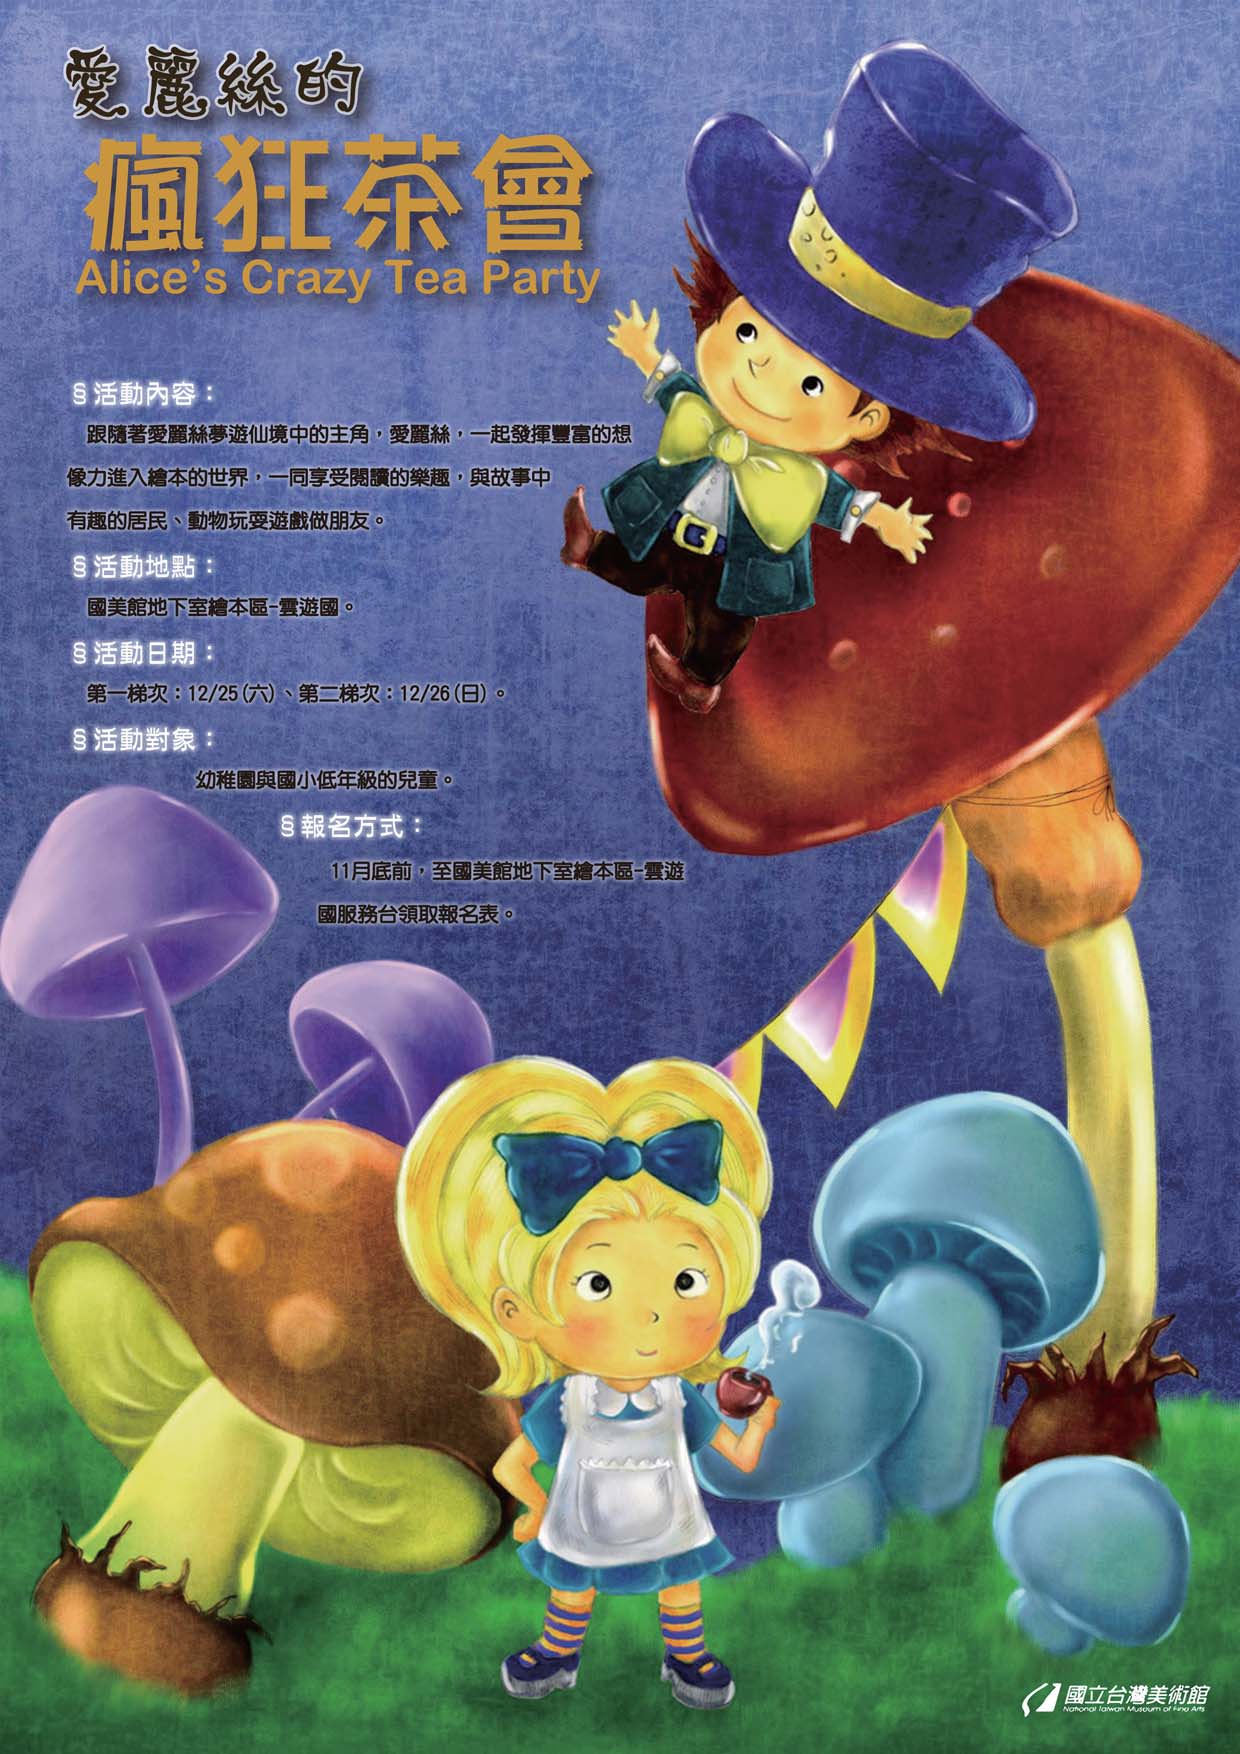 愛麗絲的
瘋狂茶會
Alice's Crazy Tea Party
§活動內容：
跟隨著愛麗絲夢遊仙境中的主角，愛麗絲，一起發揮豐富的想
像力進入繪本的世界，一同享受閱讀的樂趣，與故事中
有趣的居民、動物玩耍遊戲做朋友。
§活動地點：
國美館地下室繪本區-雲遊國。
§活動日期：
第一梯次：12/25(六)、第二梯次：12/26(日)。
§活動對象：
幼稚園與國小低年級的兒童。
§報名方式：
11月底前，至國美館地下室繪本區-雲遊
國服務台領取報名表。
國立台灣美術館
National Taiwan Museum of Fine Arts